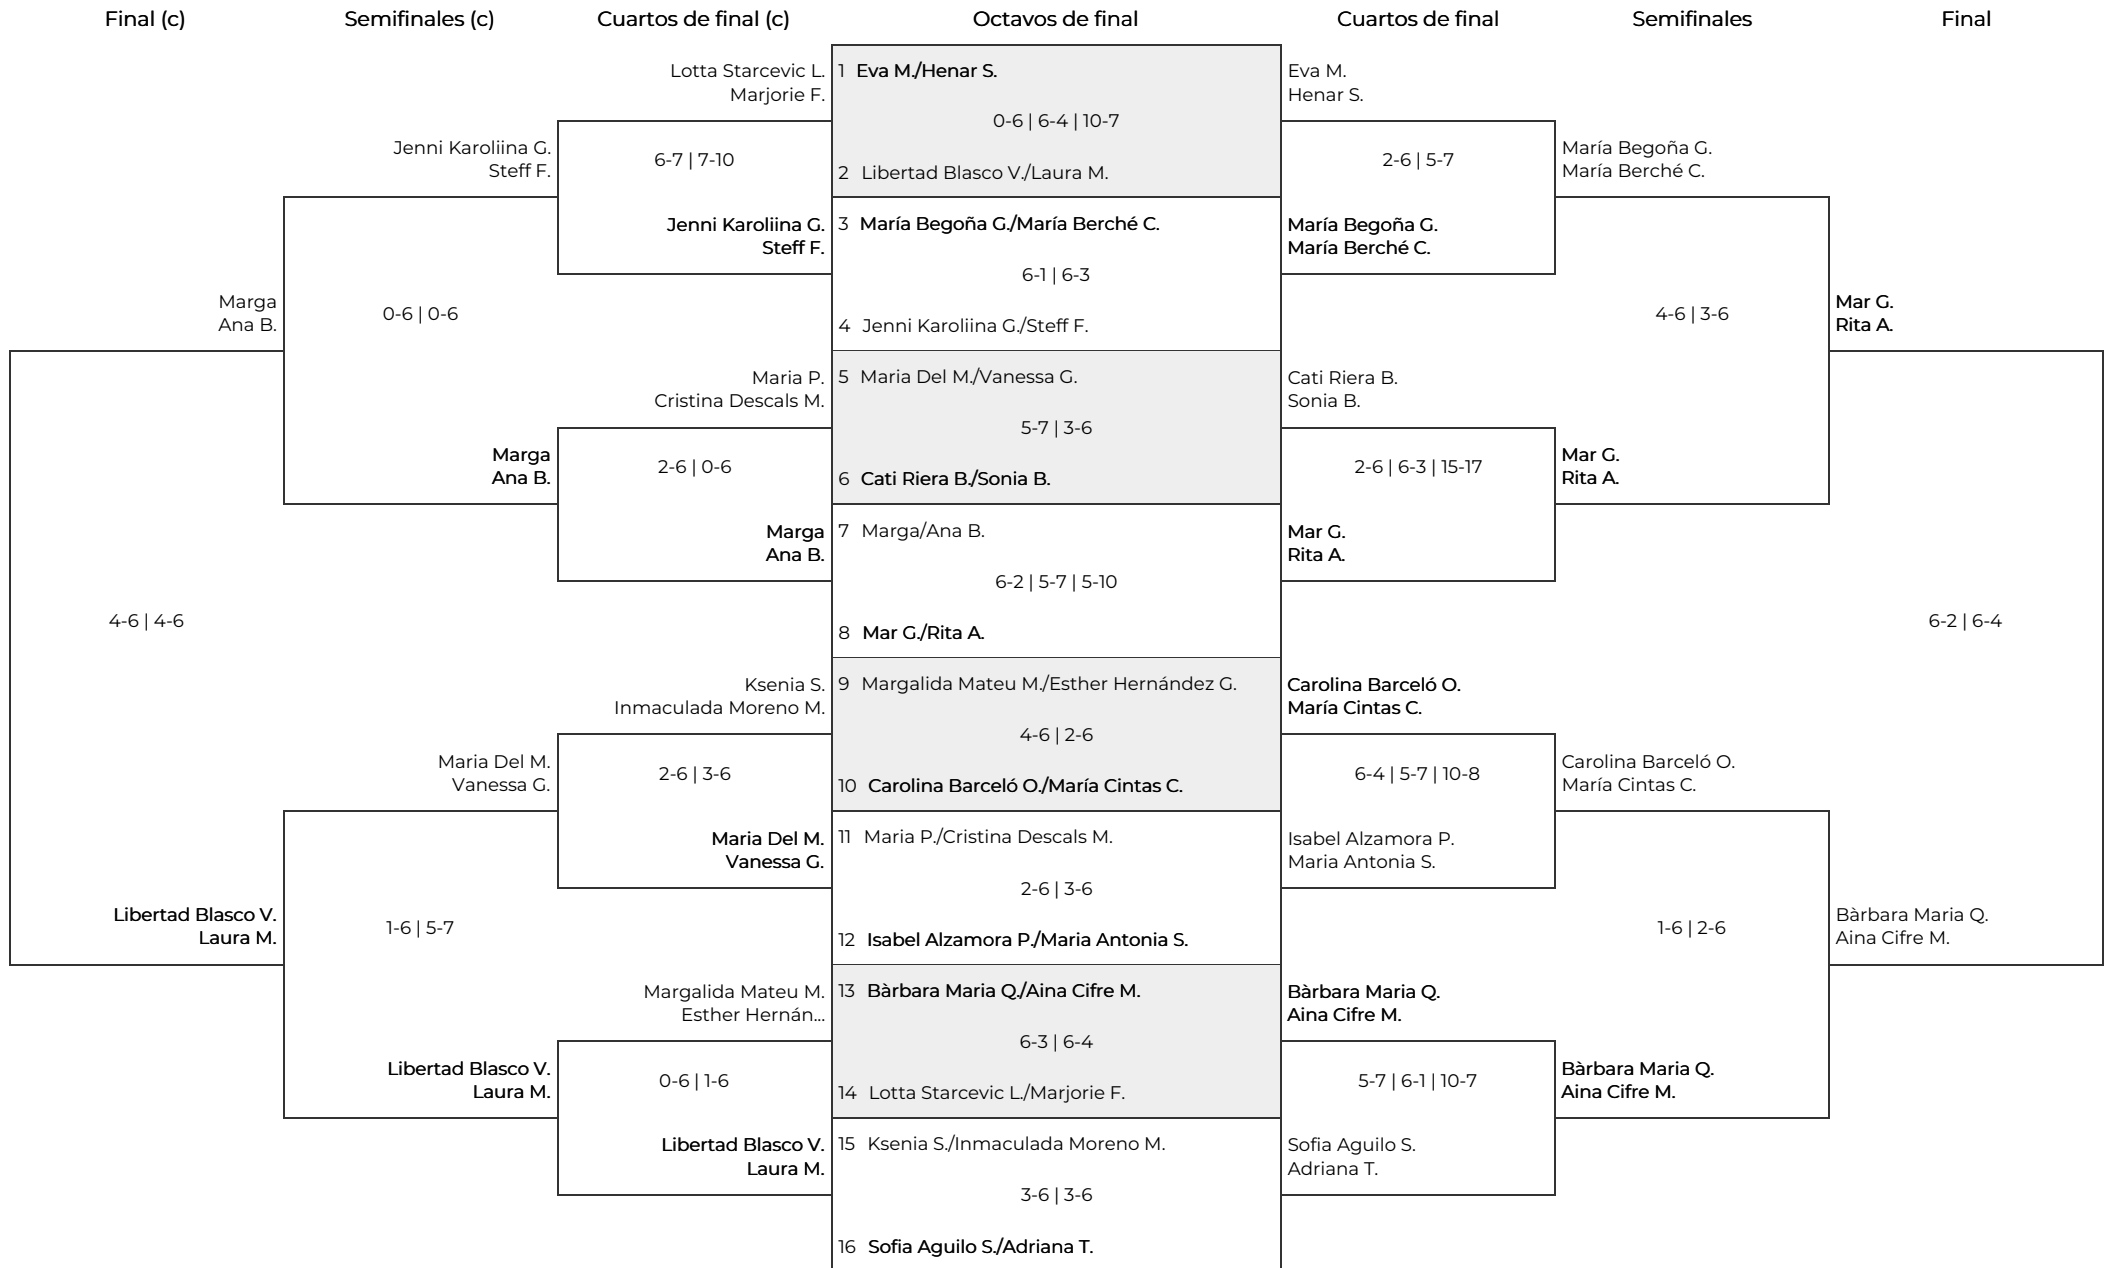 Final (c)
Semifinales (c)
Cuartos de final (c)
Octavos de final
Cuartos de final
Semifinales
Final
Marga
Ana B.
4-6 | 4-6
Libertad Blasco V.
Laura M.
Jenni Karoliina G.
Steff F.
0-6 | 0-6
Marga
Ana B.
Maria Del M.
Vanessa G.
1-6 | 5-7
Libertad Blasco V.
Laura M.
Lotta Starcevic L.
Marjorie F.
6-7 | 7-10
Jenni Karoliina G.
Steff F.
Maria P.
Cristina Descals M.
2-6 | 0-6
Marga
Ana B.
Ksenia S.
Inmaculada Moreno M.
2-6 | 3-6
Maria Del M.
Vanessa G.
Margalida Mateu M.
Esther Hernán...
0-6 | 1-6
Libertad Blasco V.
Laura M.
1 Eva M./Henar S.
0-6 | 6-4 | 10-7
2 Libertad Blasco V./Laura M.
3 María Begoña G./María Berché C.
6-1 | 6-3
4 Jenni Karoliina G./Steff F.
5 Maria Del M./Vanessa G.
5-7 | 3-6
6 Cati Riera B./Sonia B.
7 Marga/Ana B.
6-2 | 5-7 | 5-10
8 Mar G./Rita A.
9 Margalida Mateu M./Esther Hernández G.
4-6 | 2-6
10 Carolina Barceló O./María Cintas C.
11 Maria P./Cristina Descals M.
2-6 | 3-6
12 Isabel Alzamora P./Maria Antonia S.
13 Bàrbara Maria Q./Aina Cifre M.
6-3 | 6-4
14 Lotta Starcevic L./Marjorie F.
15 Ksenia S./Inmaculada Moreno M.
3-6 | 3-6
16 Sofia Aguilo S./Adriana T.
Eva M.
Henar S.
2-6 | 5-7
María Begoña G.
María Berché C.
Cati Riera B.
Sonia B.
2-6 | 6-3 | 15-17
Mar G.
Rita A.
Carolina Barceló O.
María Cintas C.
6-4 | 5-7 | 10-8
Isabel Alzamora P.
Maria Antonia S.
Bàrbara Maria Q.
Aina Cifre M.
5-7 | 6-1 | 10-7
Sofia Aguilo S.
Adriana T.
María Begoña G.
María Berché C.
4-6 | 3-6
Mar G.
Rita A.
Carolina Barceló O.
María Cintas C.
1-6 | 2-6
Bàrbara Maria Q.
Aina Cifre M.
Mar G.
Rita A.
6-2 | 6-4
Bàrbara Maria Q.
Aina Cifre M.